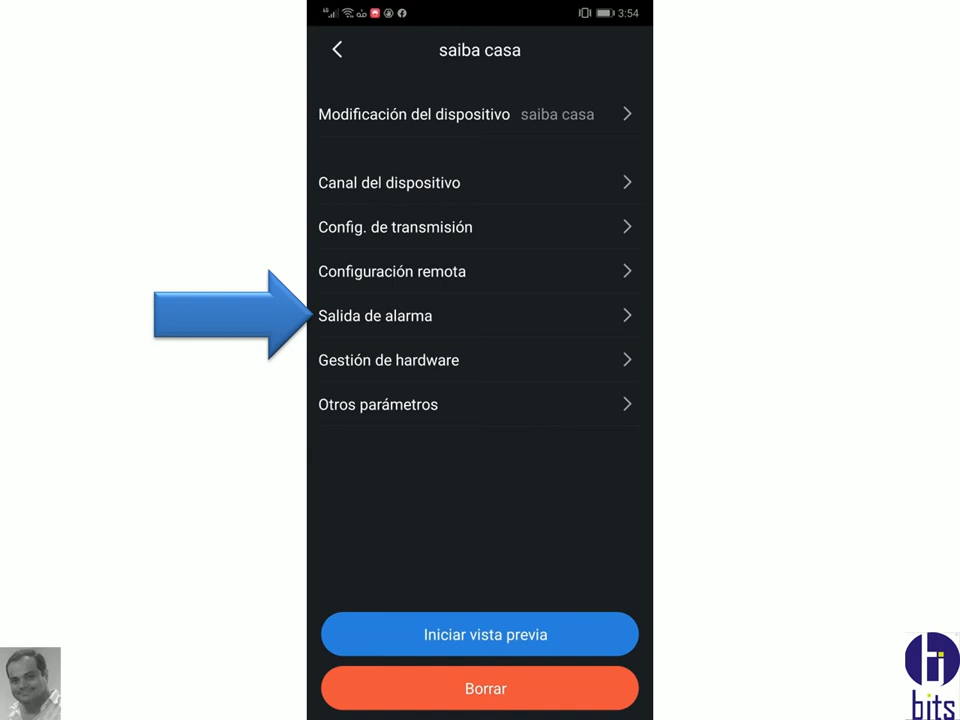 4G 3:54
saiba casa
Modificación del dispositivo saiba casa
Canal del dispositivo
Config. de transmisión
Configuración remota
Salida de alarma
Gestión de hardware
Otros parámetros
Iniciar vista previa
Borrar
bits